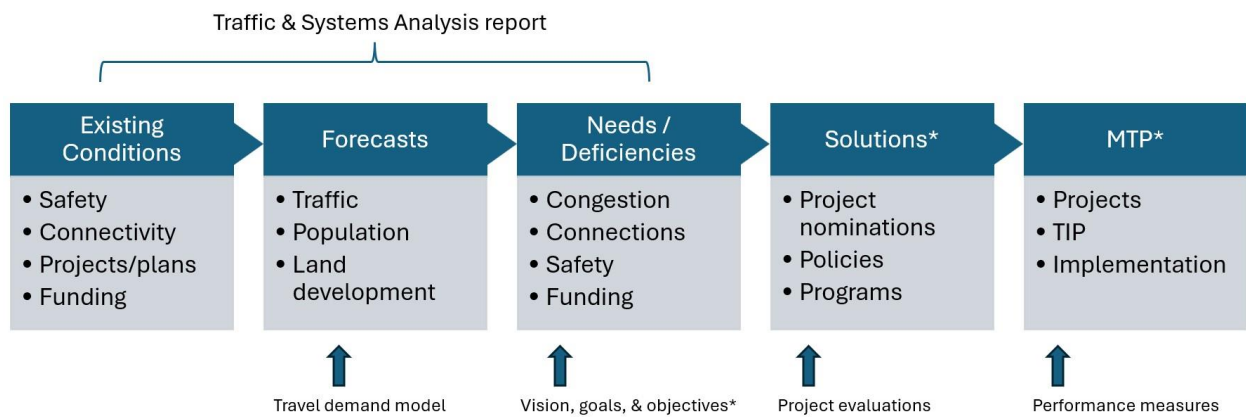 Traffic & Systems Analysis report
Existing
Conditions
• Safety
• Connectivity
• Projects/plans
• Funding
Forecasts
• Traffic
• Population
• Land
development
Needs /
Deficiencies
• Congestion
• Connections
• Safety
• Funding
Solutions*
• Project
nominations
• Policies
• Programs
MTP*
• Projects
• TIP
• Implementation
Travel demand model
Vision, goals, & objectives*
Project evaluations
Performance measures